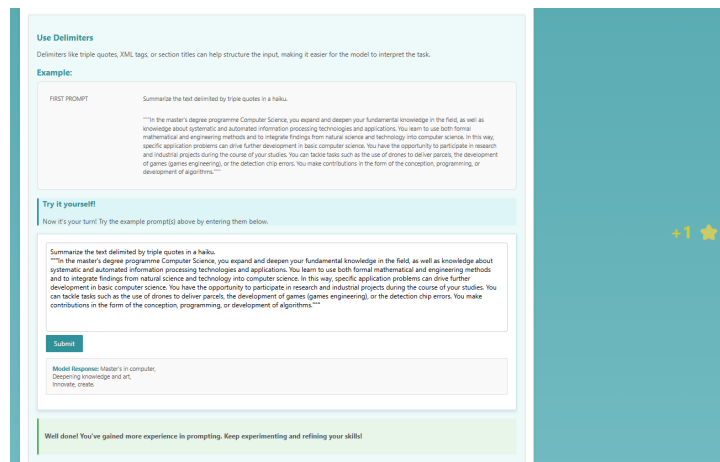 Use Delimiters
Delimiters like triple quotes, XML tags, or section titles can help structure the input, making it easier for the model to interpret the task.
Example:
FIRST PROMPT
Summarize the text delimited by triple quotes in a haiku.
"""In the master's degree programme Computer Science, you expand and deepen your fundamental knowledge in the field, as well as
knowledge about systematic and automated information processing technologies and applications. You learn to use both formal
mathematical and engineering methods and to integrate findings from natural science and technology into computer science. In this way,
specific application problems can drive further development in basic computer science. You have the opportunity to participate in research
and industrial projects during the course of your studies. You can tackle tasks such as the use of drones to deliver parcels, the development
of games (games engineering), or the detection chip errors. You make contributions in the form of the conception, programming, or
development of algorithms."""
Try it yourself!
Now it's your turn! Try the example prompt(s) above by entering them below.
Summarize the text delimited by triple quotes in a haiku.
"""In the master's degree programme Computer Science, you expand and deepen your fundamental knowledge in the field, as well as knowledge about
systematic and automated information processing technologies and applications. You learn to use both formal mathematical and engineering methods
and to integrate findings from natural science and technology into computer science. In this way, specific application problems can drive further
development in basic computer science. You have the opportunity to participate in research and industrial projects during the course of your studies. You
can tackle tasks such as the use of drones to deliver parcels, the development of games (games engineering), or the detection chip errors. You make
contributions in the form of the conception, programming, or development of algorithms."""
Submit
Model Response: Master's in computer,
Deepening knowledge and art,
Innovate, create.
Well done! You've gained more experience in prompting. Keep experimenting and refining your skills!
+1